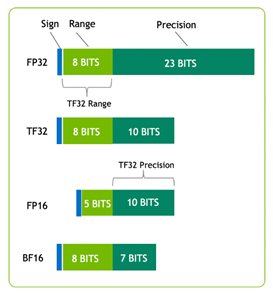 Sign Range Precision
FP32 8 BITS 23 BITS
TF32 Range
TF32 8 BITS 10 BITS
TF32 Precision
FP16 5 BITS 10 BITS
BF16 8 BITS 7 BITS